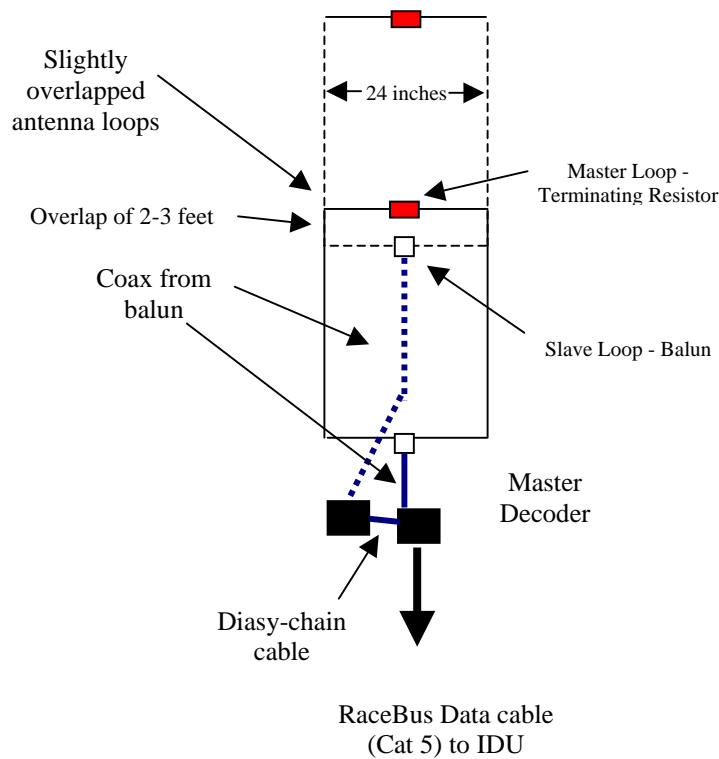 Slightly
overlapped
antenna loops
24 inches
Master Loop -
Terminating Resistor
Overlap of 2-3 feet
Coax from
balun
Slave Loop - Balun
Master
Decoder
Diasy-chain
cable
RaceBus Data cable
(Cat 5) to IDU